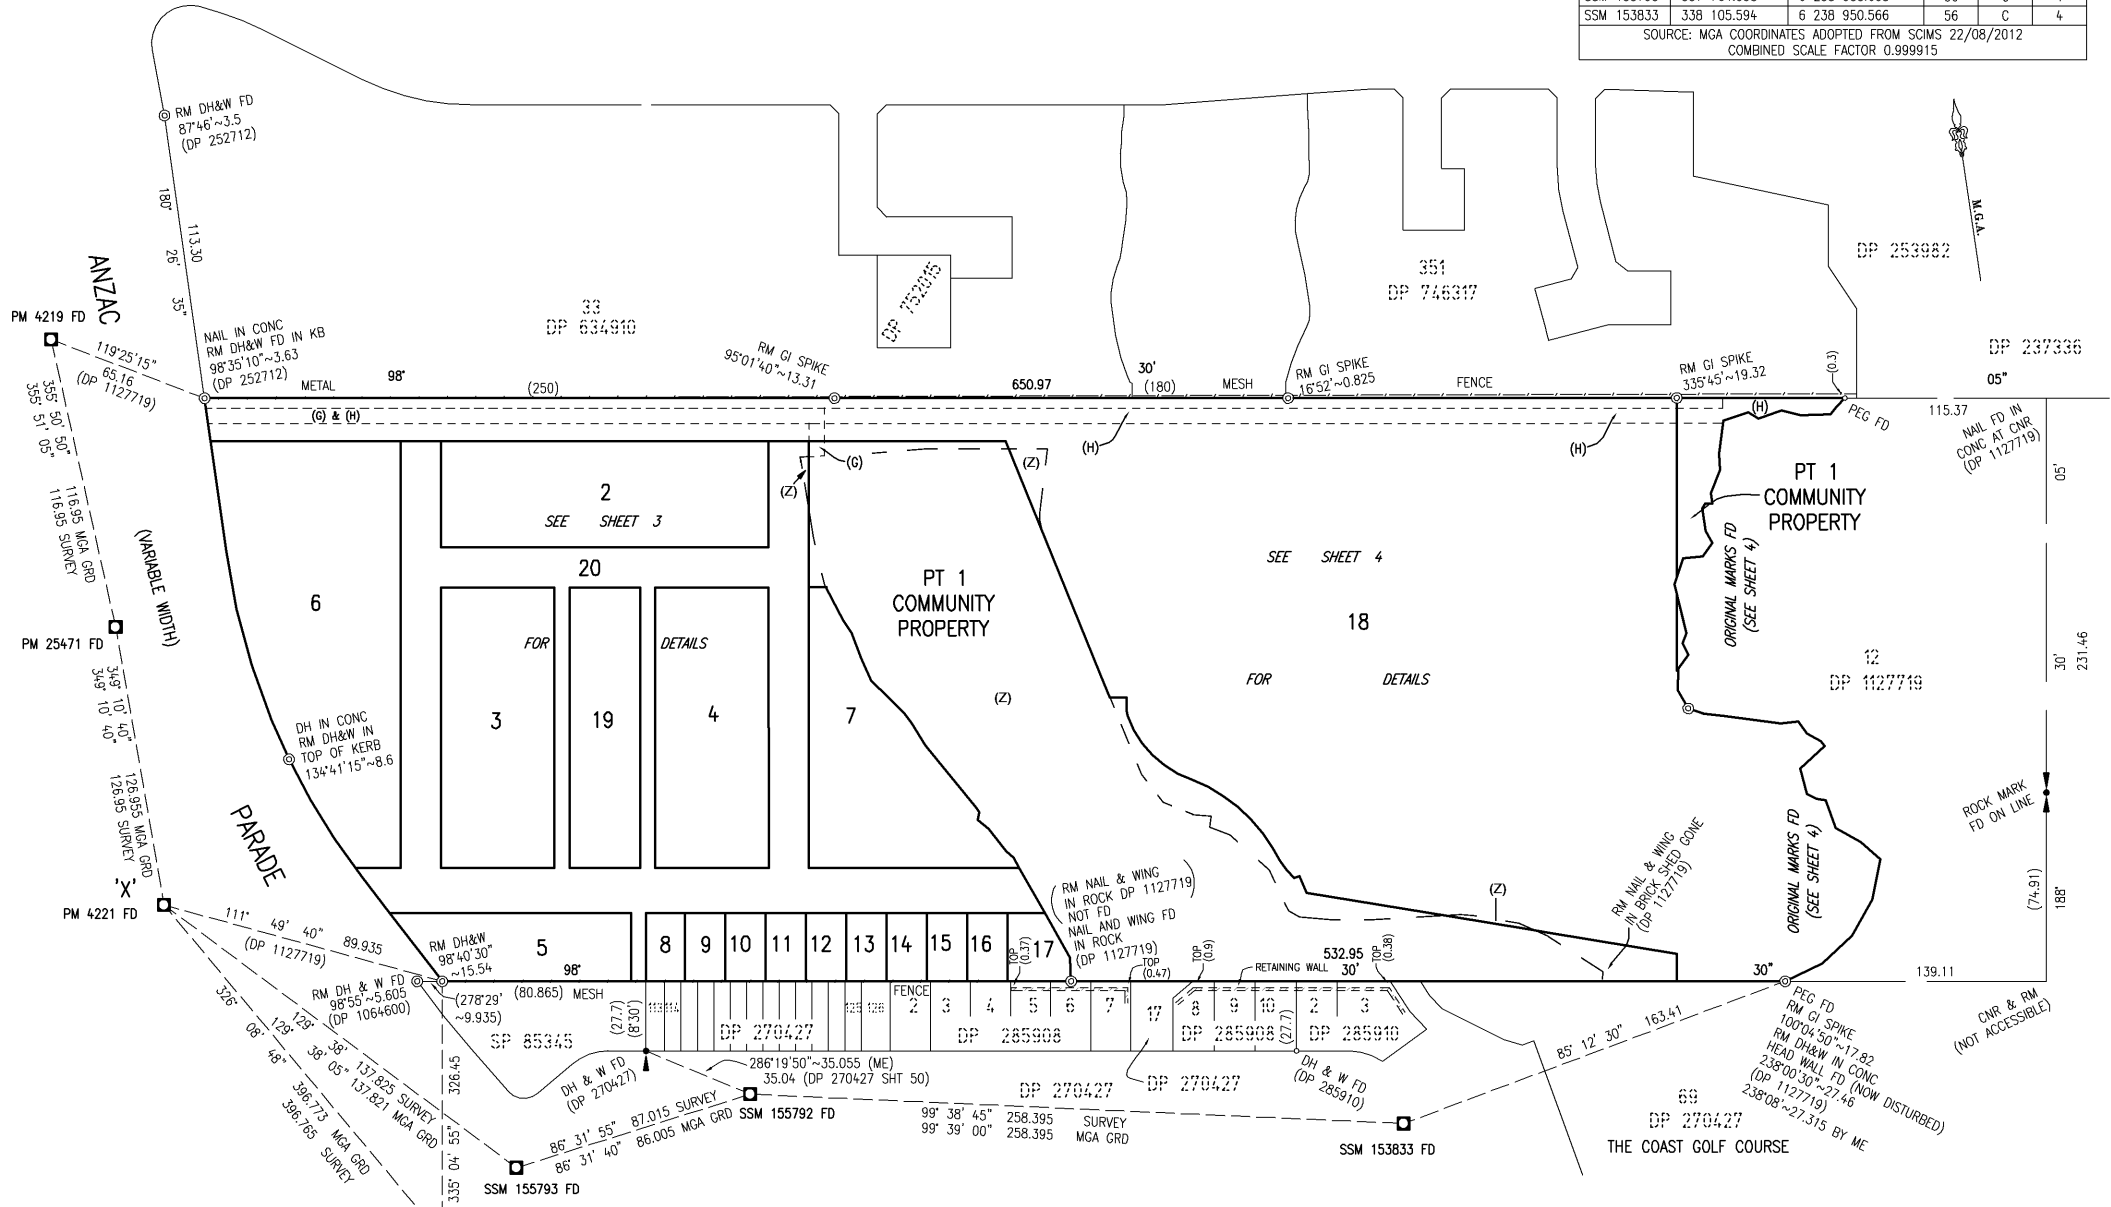 SSM 153833 338 105.594 6 238 950.566 56 C 4
SOURCE: MGA COORDINATES ADOPTED FROM SCIMS 22/08/2012
COMBINED SCALE FACTOR 0.999915
RM DH&W FD
87°46'~3.5
(DP 252712)
180° 26' 35"
113.30
M.G.A.
DP 253982
ANZAC
33
DP 634910
DP 752015
351
DP 746317
DP 237336
PM 4219 FD
119°25'15"
65.16
(DP 1127719)
NAIL IN CONC
RM DH&W FD IN KB
98°35'10"~3.63
(DP 252712)
METAL
98°
(250)
RM GI SPIKE
95°01'40"~13.31
650.97
30'
(180)
MESH
RM GI SPIKE
16°52'~0.825
FENCE
RM GI SPIKE
335°45'~19.32
(0.3)
05"
PEG FD
115.37
NAIL FD IN
CONC AT CNR
(DP 1127719)
(G) & (H)
(G)
(H)
(H)
(H)
(Z)
(Z)
355° 50' 50"
355° 51' 05"
116.95 MGA GRD
116.95 SURVEY
2
SEE SHEET 3
20
6
(VARIABLE WIDTH)
PM 25471 FD
PT 1
COMMUNITY
PROPERTY
SEE SHEET 4
18
FOR DETAILS
PT 1
COMMUNITY
PROPERTY
ORIGINAL MARKS FD
(SEE SHEET 4)
05'
30'
231.46
12
DP 1127719
FOR DETAILS
3
19
4
7
(Z)
349° 10' 40"
349° 10' 40"
126.955 MGA GRD
126.95 SURVEY
DH IN CONC
RM DH&W IN
TOP OF KERB
134°41'15"~8.6
PARADE
'X'
PM 4221 FD
ROCK MARK
FD ON LINE
ORIGINAL MARKS FD
(SEE SHEET 4)
(74.91)
188°
111° 49' 40" 89.935
(DP 1127719)
RM DH&W
98°40'30"
~15.54
5
8
9
10
11
12
13
14
15
16
17
RM NAIL & WING
IN ROCK DP 1127719
NOT FD
NAIL AND WING FD
IN ROCK
(DP 1127719)
TOP
(0.37)
TOP
(0.47)
TOP
(0.9)
TOP
(0.38)
RETAINING WALL
(Z)
RM NAIL & WING
IN BRICK SHED GONE
(DP 1127719)
98°
532.95
30'
30"
139.11
RM DH & W FD
98°55'~5.605
(DP 1064600)
(278°29'
~9.935)
(80.865)
MESH
FENCE
(27.7)
(8'30")
SP 85345
DP 270427
125
126
2
3
4
5
6
7
DP 285908
17
8
9
10
DP 285908
(27.7)
2
3
DP 285910
PEG FD
RM GI SPIKE
100°04'50"~17.82
RM DH&W IN CONC
HEAD WALL FD (NOW DISTURBED)
238°00'30"~27.46
(DP 1127719)
238°08'~27.315 BY ME
CNR & RM
(NOT ACCESSIBLE)
85° 12' 30" 163.41
326° 08' 48"
396.773 MGA GRD
396.765 SURVEY
129° 38' 137.825 SURVEY
129° 38' 05" 137.821 MGA GRD
326.45
335° 04' 55"
DH & W FD
(DP 270427)
286°19'50"~35.055 (ME)
35.04 (DP 270427 SHT 50)
DP 270427
DP 270427
DH & W FD
(DP 285910)
SSM 155792 FD
86° 31' 55" 87.015 SURVEY
86° 31' 40" 86.005 MGA GRD
99° 38' 45" 258.395 SURVEY
99° 39' 00" 258.395 MGA GRD
SSM 153833 FD
SSM 155793 FD
69
DP 270427
THE COAST GOLF COURSE